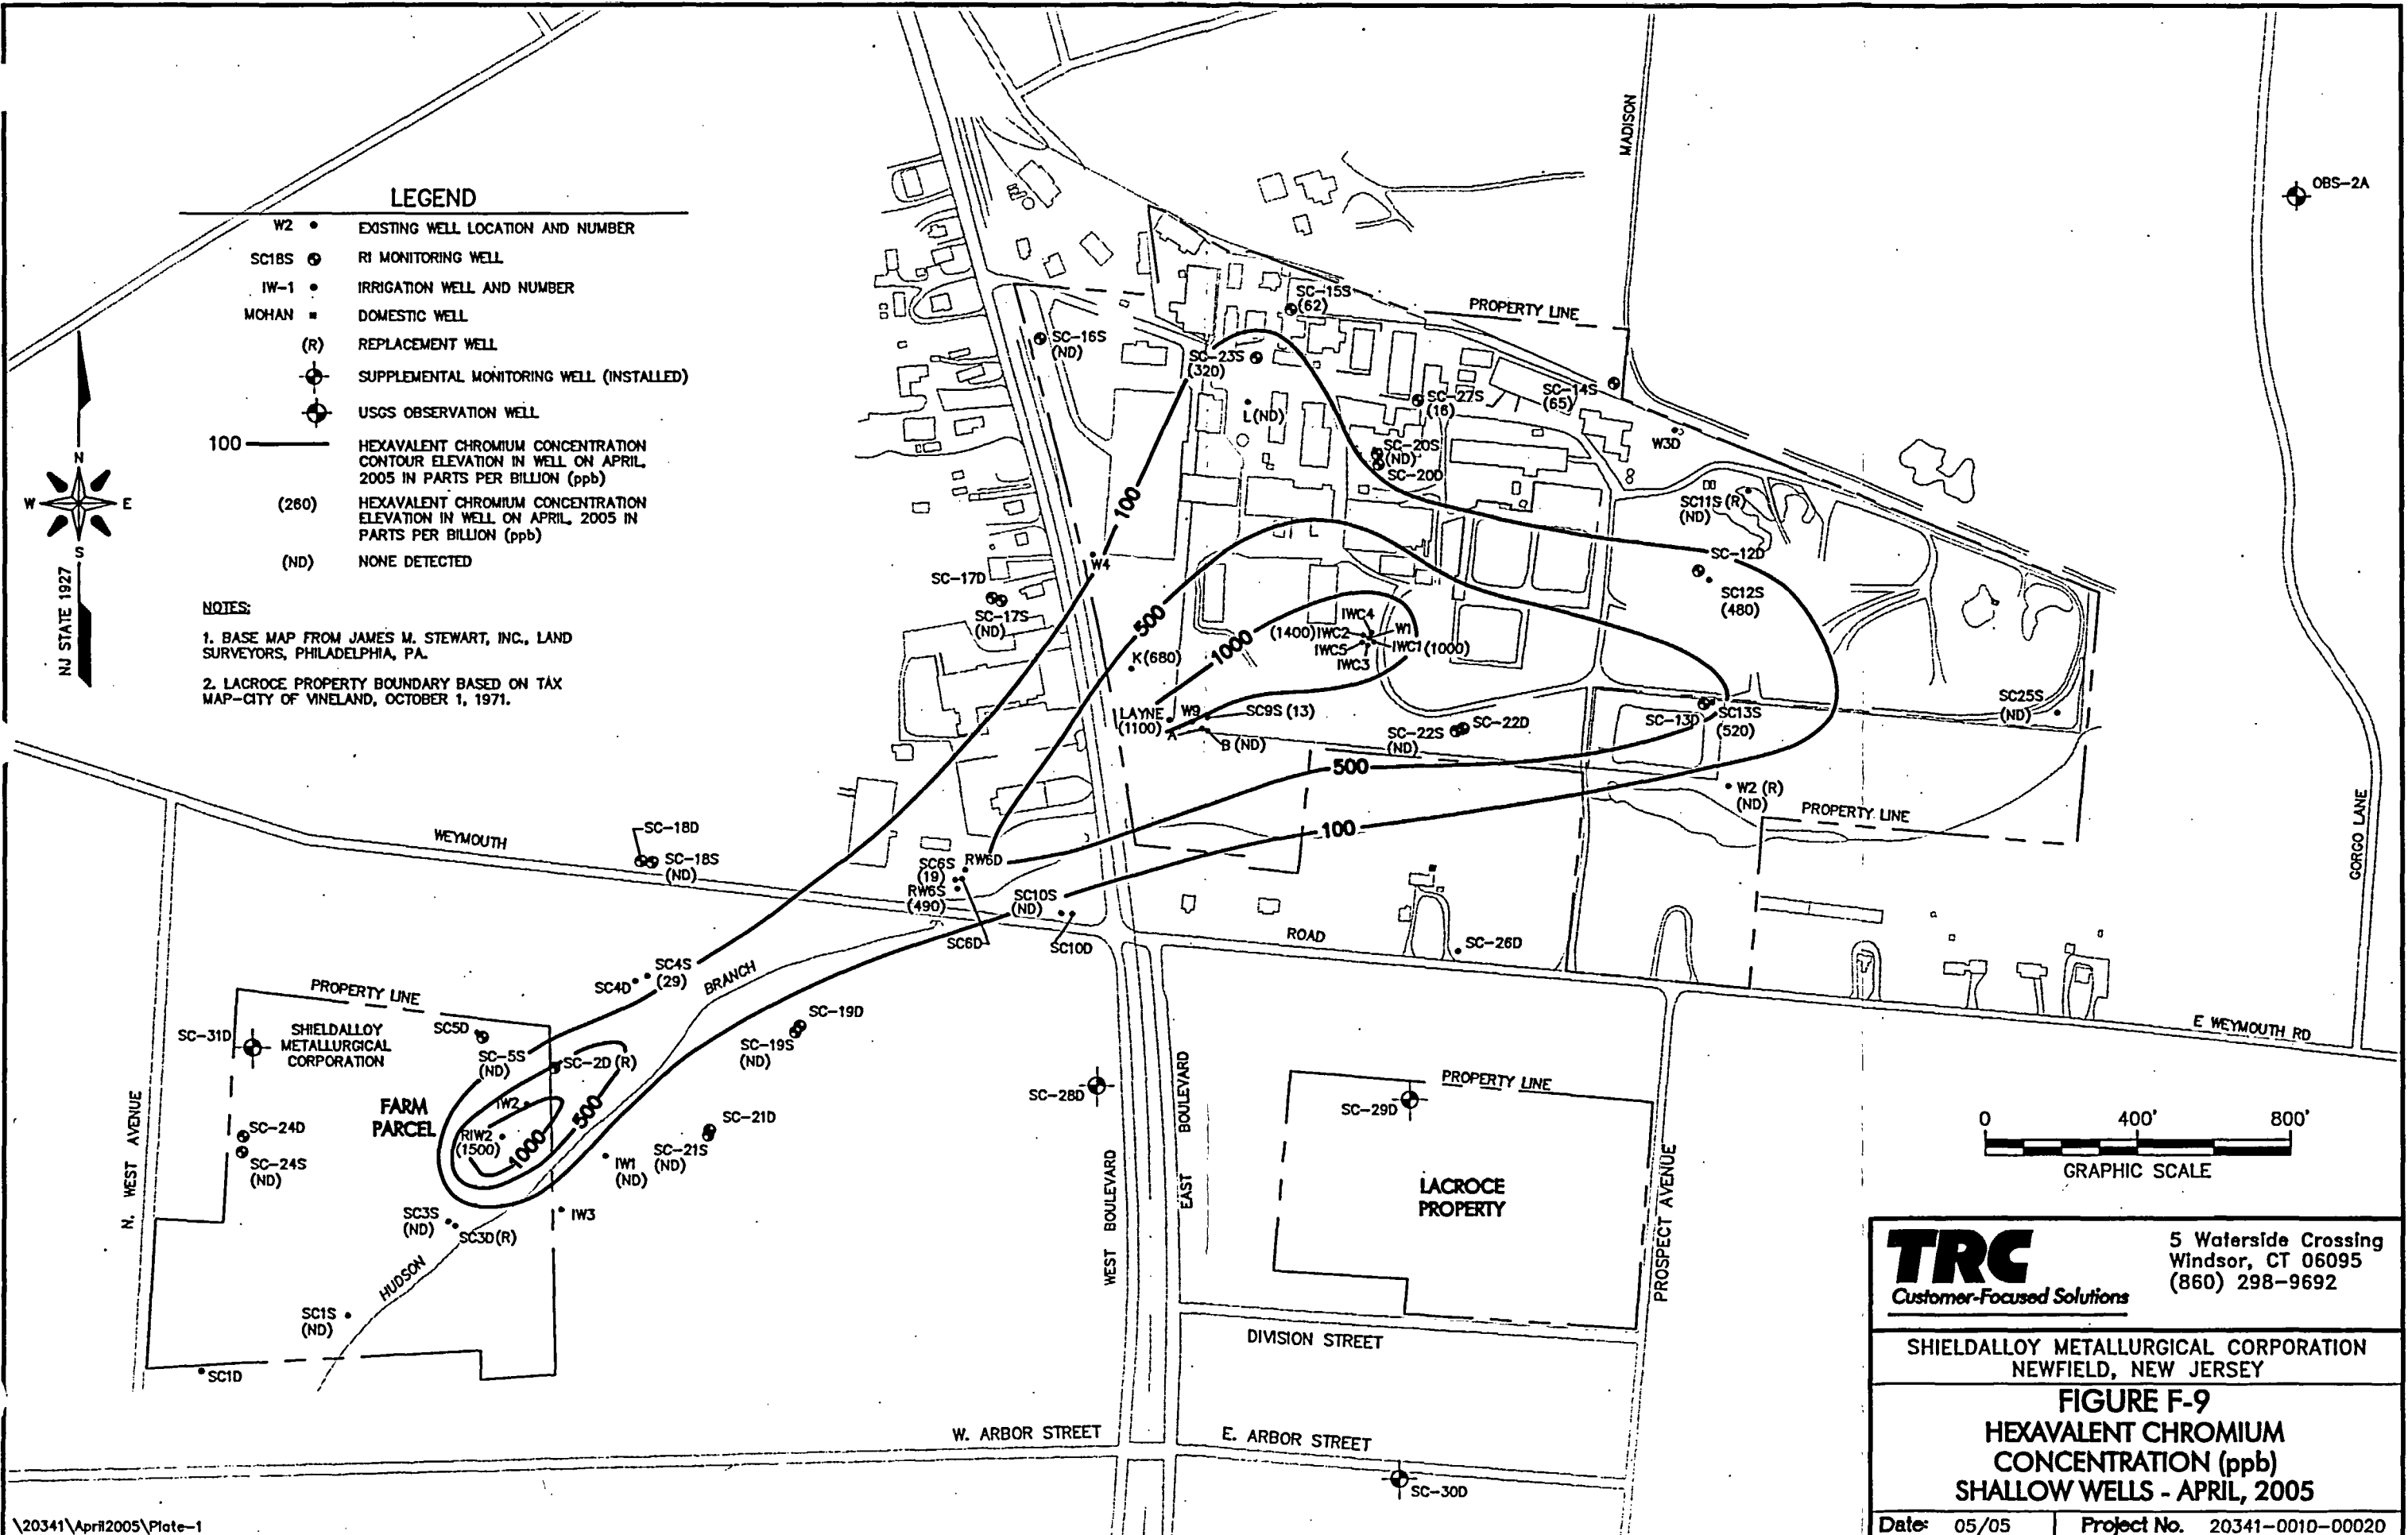 LEGEND
W2 EXISTING WELL LOCATION AND NUMBER
SC18S RI MONITORING WELL
IW-1 IRRIGATION WELL AND NUMBER
MOHAN DOMESTIC WELL
(R) REPLACEMENT WELL
SUPPLEMENTAL MONITORING WELL (INSTALLED)
USGS OBSERVATION WELL
100 HEXAVALENT CHROMIUM CONCENTRATION
CONTOUR ELEVATION IN WELL ON APRIL,
2005 IN PARTS PER BILLION (ppb)
(260) HEXAVALENT CHROMIUM CONCENTRATION
ELEVATION IN WELL ON APRIL, 2005 IN
PARTS PER BILLION (ppb)
(ND) NONE DETECTED
NOTES:
1. BASE MAP FROM JAMES M. STEWART, INC., LAND
SURVEYORS, PHILADELPHIA, PA.
2. LACROCE PROPERTY BOUNDARY BASED ON TAX
MAP-CITY OF VINELAND, OCTOBER 1, 1971.
N
W
E
S
NJ STATE 1927
MADISON
OBS-2A
PROPERTY LINE
SC-15S
(62)
SC-16S
(ND)
SC-23S
(320)
L (ND)
SC-27S
(16)
SC-14S
(65)
W3D
SC-20S
(ND)
SC-20D
SC11S (R)
(ND)
100
W4
SC-12D
SC12S
(480)
SC-17D
SC-17S
(ND)
500
1000
K (680)
IWC4
(1400) IWC2
W1
IWC5
IWC1 (1000)
IWC3
LAYNE
(1100)
W9
SC9S (13)
A
B (ND)
SC-22S
(ND)
SC-22D
SC-13D
SC13S
(520)
SC25S
(ND)
500
W2 (R)
(ND)
PROPERTY LINE
100
GORGO LANE
WEYMOUTH
SC-18D
SC-18S
(ND)
SC6S
(19)
RW6D
RW6S
(490)
SC10S
(ND)
SC6D
SC10D
ROAD
SC-26D
E WEYMOUTH RD
SC4S
(29)
SC4D
BRANCH
PROPERTY LINE
SC-31D
SHIELDALLOY
METALLURGICAL
CORPORATION
SC5D
SC-5S
(ND)
SC-2D (R)
SC-19D
SC-19S
(ND)
SC-28D
SC-29D
PROPERTY LINE
FARM
PARCEL
IW2
500
RIW2
(1500)
1000
SC-24D
SC-24S
(ND)
SC-21D
SC-21S
(ND)
IW1
(ND)
N. WEST AVENUE
WEST BOULEVARD
EAST BOULEVARD
LACROCE
PROPERTY
PROSPECT AVENUE
SC3S
(ND)
SC3D(R)
IW3
HUDSON
SC1S
(ND)
SC1D
DIVISION STREET
W. ARBOR STREET
E. ARBOR STREET
SC-30D
0 400' 800'
GRAPHIC SCALE
TRC
Customer-Focused Solutions
5 Waterside Crossing
Windsor, CT 06095
(860) 298-9692
SHIELDALLOY METALLURGICAL CORPORATION
NEWFIELD, NEW JERSEY
FIGURE F-9
HEXAVALENT CHROMIUM
CONCENTRATION (ppb)
SHALLOW WELLS - APRIL, 2005
Date: 05/05 Project No. 20341-0010-00020
\20341\April2005\Plate-1